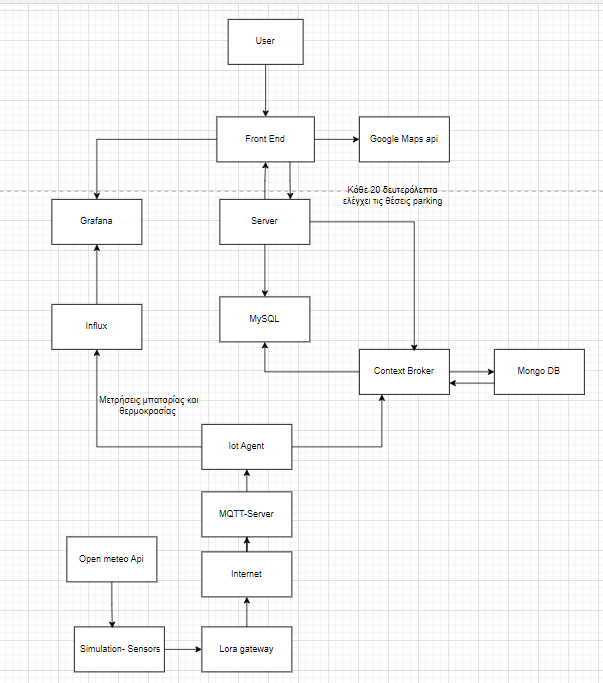 User
Front End
Google Maps api
Κάθε 20 δευτερόλεπτα
ελέγχει τις θέσεις parking
Grafana
Server
Influx
MySQL
Context Broker
Mongo DB
Μετρήσεις μπαταρίας και
θερμοκρασίας
Iot Agent
MQTT-Server
Open meteo Api
Internet
Simulation- Sensors
Lora gateway